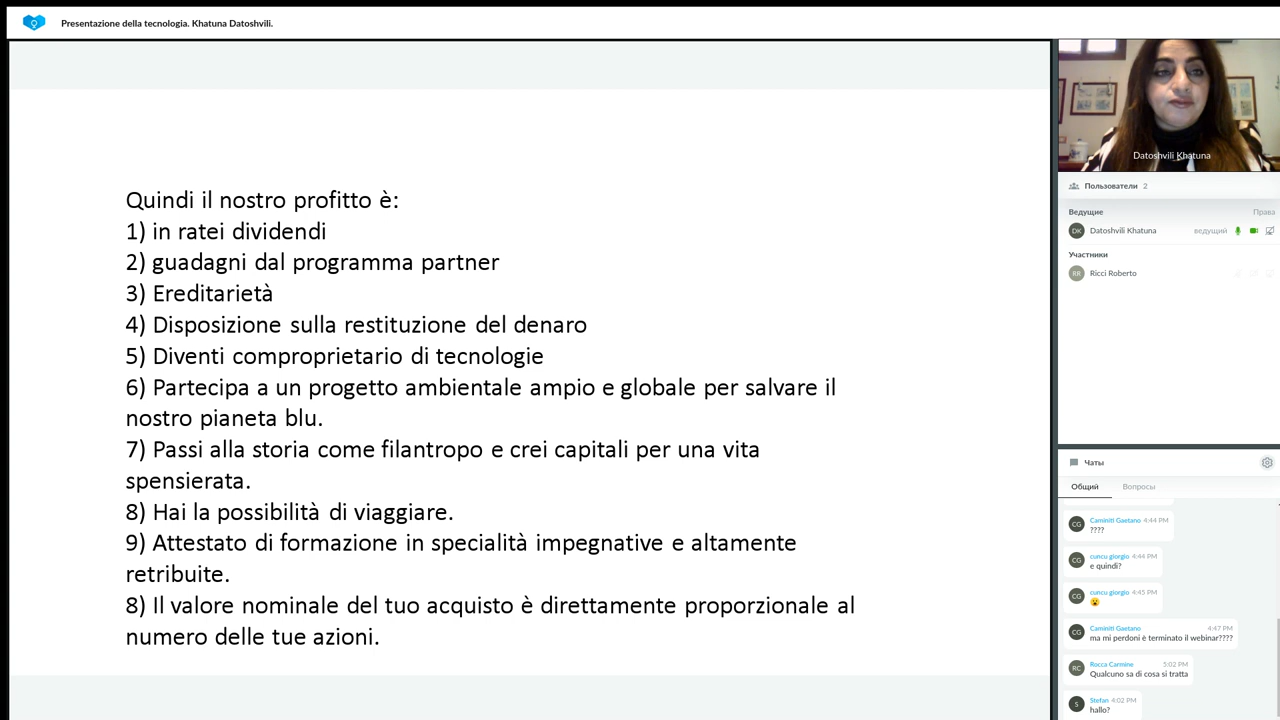 Presentazione della tecnologia. Khatuna Datoshvili.
Quindi il nostro profitto è:
1) in ratei dividendi
2) guadagni dal programma partner
3) Ereditarietà
4) Disposizione sulla restituzione del denaro
5) Diventi comproprietario di tecnologie
6) Partecipa a un progetto ambientale ampio e globale per salvare il
nostro pianeta blu.
7) Passi alla storia come filantropo e crei capitali per una vita
spensierata.
8) Hai la possibilità di viaggiare.
9) Attestato di formazione in specialità impegnative e altamente
retribuite.
8) Il valore nominale del tuo acquisto è direttamente proporzionale al
numero delle tue azioni.
Datoshvili Khatuna
Пользователи 2
Ведущие Права
DK Datoshvili Khatuna ведущий
Участники
RR Ricci Roberto
Чаты
Общий Вопросы
CG Caminiti Gaetano 4:44 PM
????
CG cuncu giorgio 4:44 PM
e quindi?
CG cuncu giorgio 4:45 PM
😮
CG Caminiti Gaetano 4:47 PM
ma mi perdoni è terminato il webinar????
RC Rocca Carmine 5:02 PM
Qualcuno sa di cosa si tratta
S Stefan 4:02 PM
hallo?